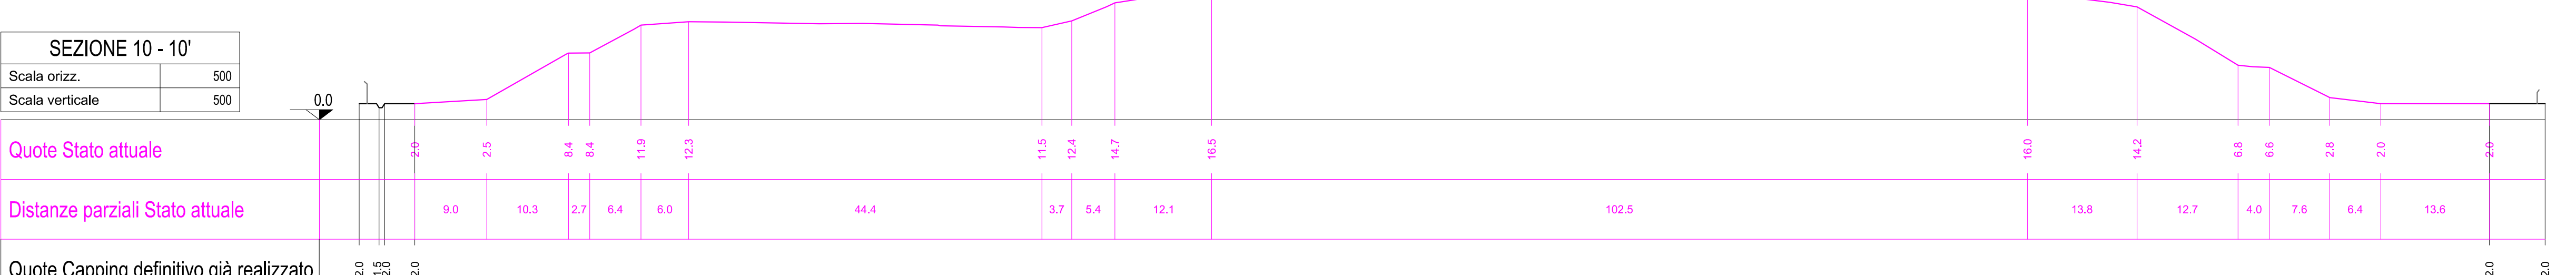 SEZIONE 10 - 10'
Scala orizz. 500
Scala verticale 500
0.0
Quote Stato attuale 2.0 2.5 8.4 8.4 11.9 12.3 11.5 12.4 14.7 16.5 16.0 14.2 6.8 6.6 2.8 2.0 2.0
Distanze parziali Stato attuale 9.0 10.3 2.7 6.4 6.0 44.4 3.7 5.4 12.1 102.5 13.8 12.7 4.0 7.6 6.4 13.6
Quote Capping definitivo già realizzato 2.0 1.5 2.0 2.0 2.0 2.0